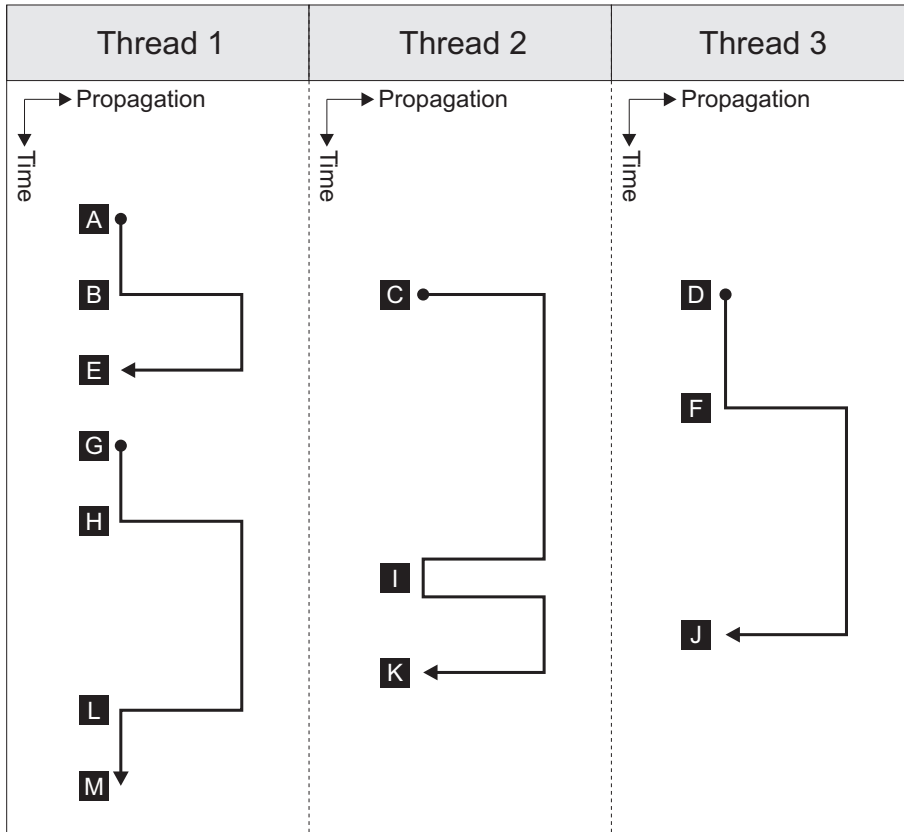 Thread 1
Thread 2
Thread 3
Propagation
Time
Propagation
Time
Propagation
Time
A
B
C
D
E
F
G
H
I
J
K
L
M